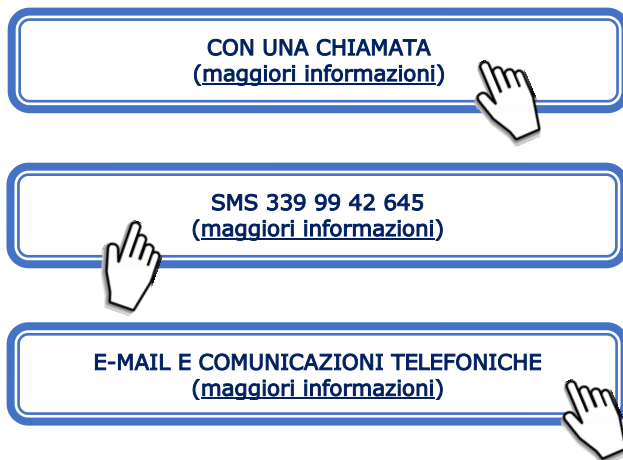 CON UNA CHIAMATA
(maggiori informazioni)
SMS 339 99 42 645
(maggiori informazioni)
E-MAIL E COMUNICAZIONI TELEFONICHE
(maggiori informazioni)